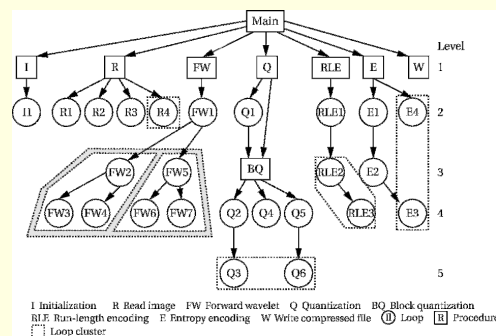 Main
Level
I R FW Q RLE E W 1
I1 R1 R2 R3 R4 FW1 Q1 RLE1 E1 E4 2
FW2 FW5 BQ RLE2 E2 3
FW3 FW4 FW6 FW7 Q2 Q4 Q5 RLE3 E3 4
Q3 Q6 5
I Initialization R Read image FW Forward wavelet Q Quantization BQ Block quantization
RLE Run-length encoding E Entropy encoding W Write compressed file II Loop R Procedure
Loop cluster